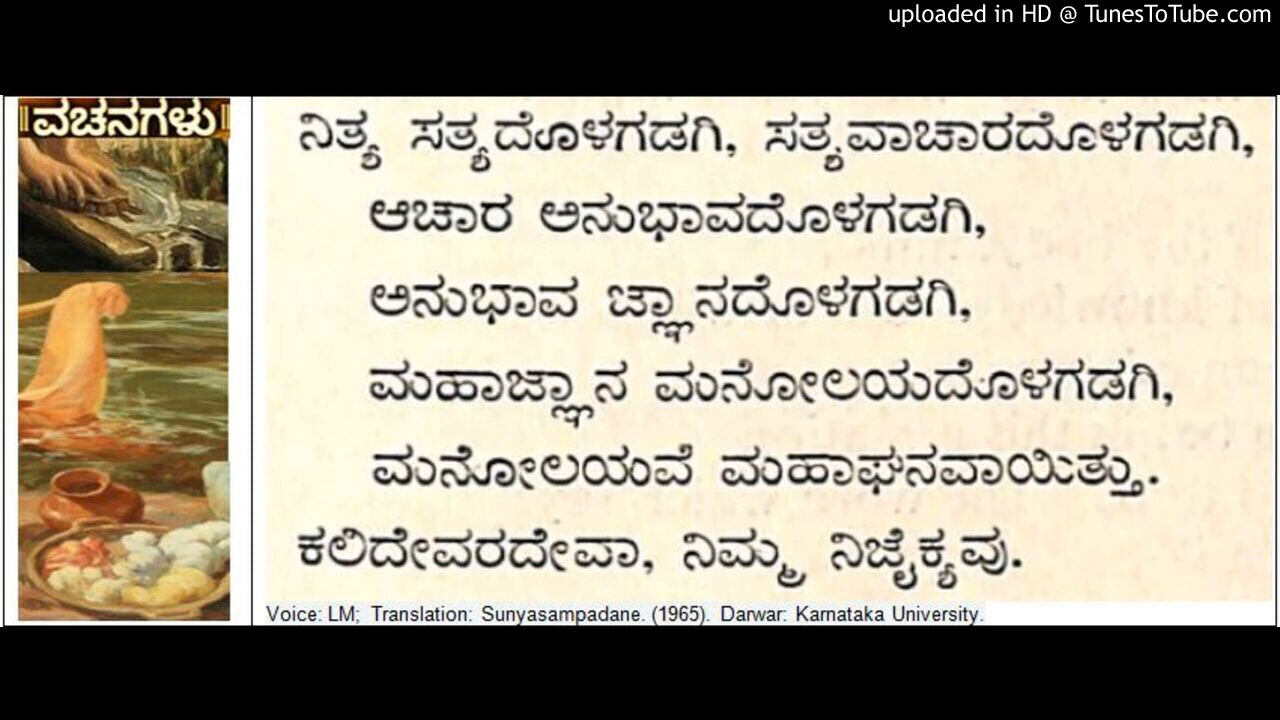 uploaded in HD @ TunesToTube.com
॥ವಚನಗಳು॥
ನಿತ್ಯ ಸತ್ಯದೊಳಗಡಗಿ, ಸತ್ಯವಾಚಾರದೊಳಗಡಗಿ,
ಆಚಾರ ಅನುಭಾವದೊಳಗಡಗಿ,
ಅನುಭಾವ ಜ್ಞಾನದೊಳಗಡಗಿ,
ಮಹಾಜ್ಞಾನ ಮನೋಲಯದೊಳಗಡಗಿ,
ಮನೋಲಯವೆ ಮಹಾಘನವಾಯಿತ್ತು.
ಕಲಿದೇವರದೇವಾ, ನಿಮ್ಮ ನಿಜೈಕ್ಯವು.
Voice: LM; Translation: Sunyasampadane. (1965). Darwar: Karnataka University.